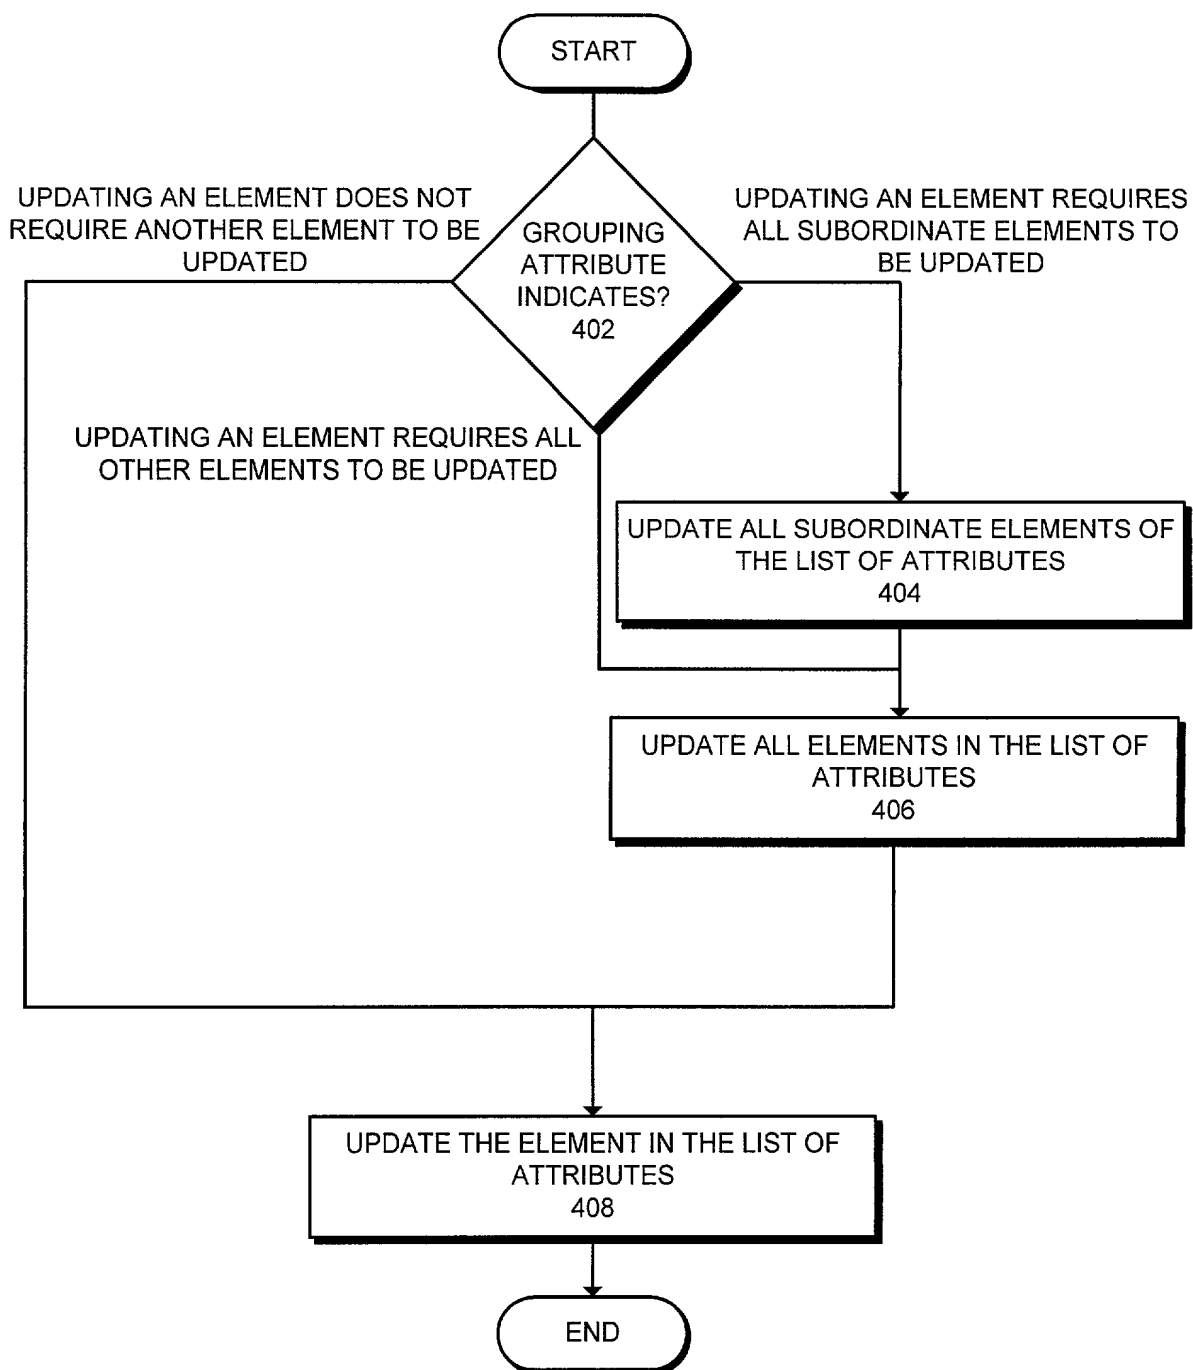 START
UPDATING AN ELEMENT DOES NOT
REQUIRE ANOTHER ELEMENT TO BE
UPDATED
GROUPING
ATTRIBUTE
INDICATES?
402
UPDATING AN ELEMENT REQUIRES
ALL SUBORDINATE ELEMENTS TO
BE UPDATED
UPDATING AN ELEMENT REQUIRES ALL
OTHER ELEMENTS TO BE UPDATED
UPDATE ALL SUBORDINATE ELEMENTS OF
THE LIST OF ATTRIBUTES
404
UPDATE ALL ELEMENTS IN THE LIST OF
ATTRIBUTES
406
UPDATE THE ELEMENT IN THE LIST OF
ATTRIBUTES
408
END